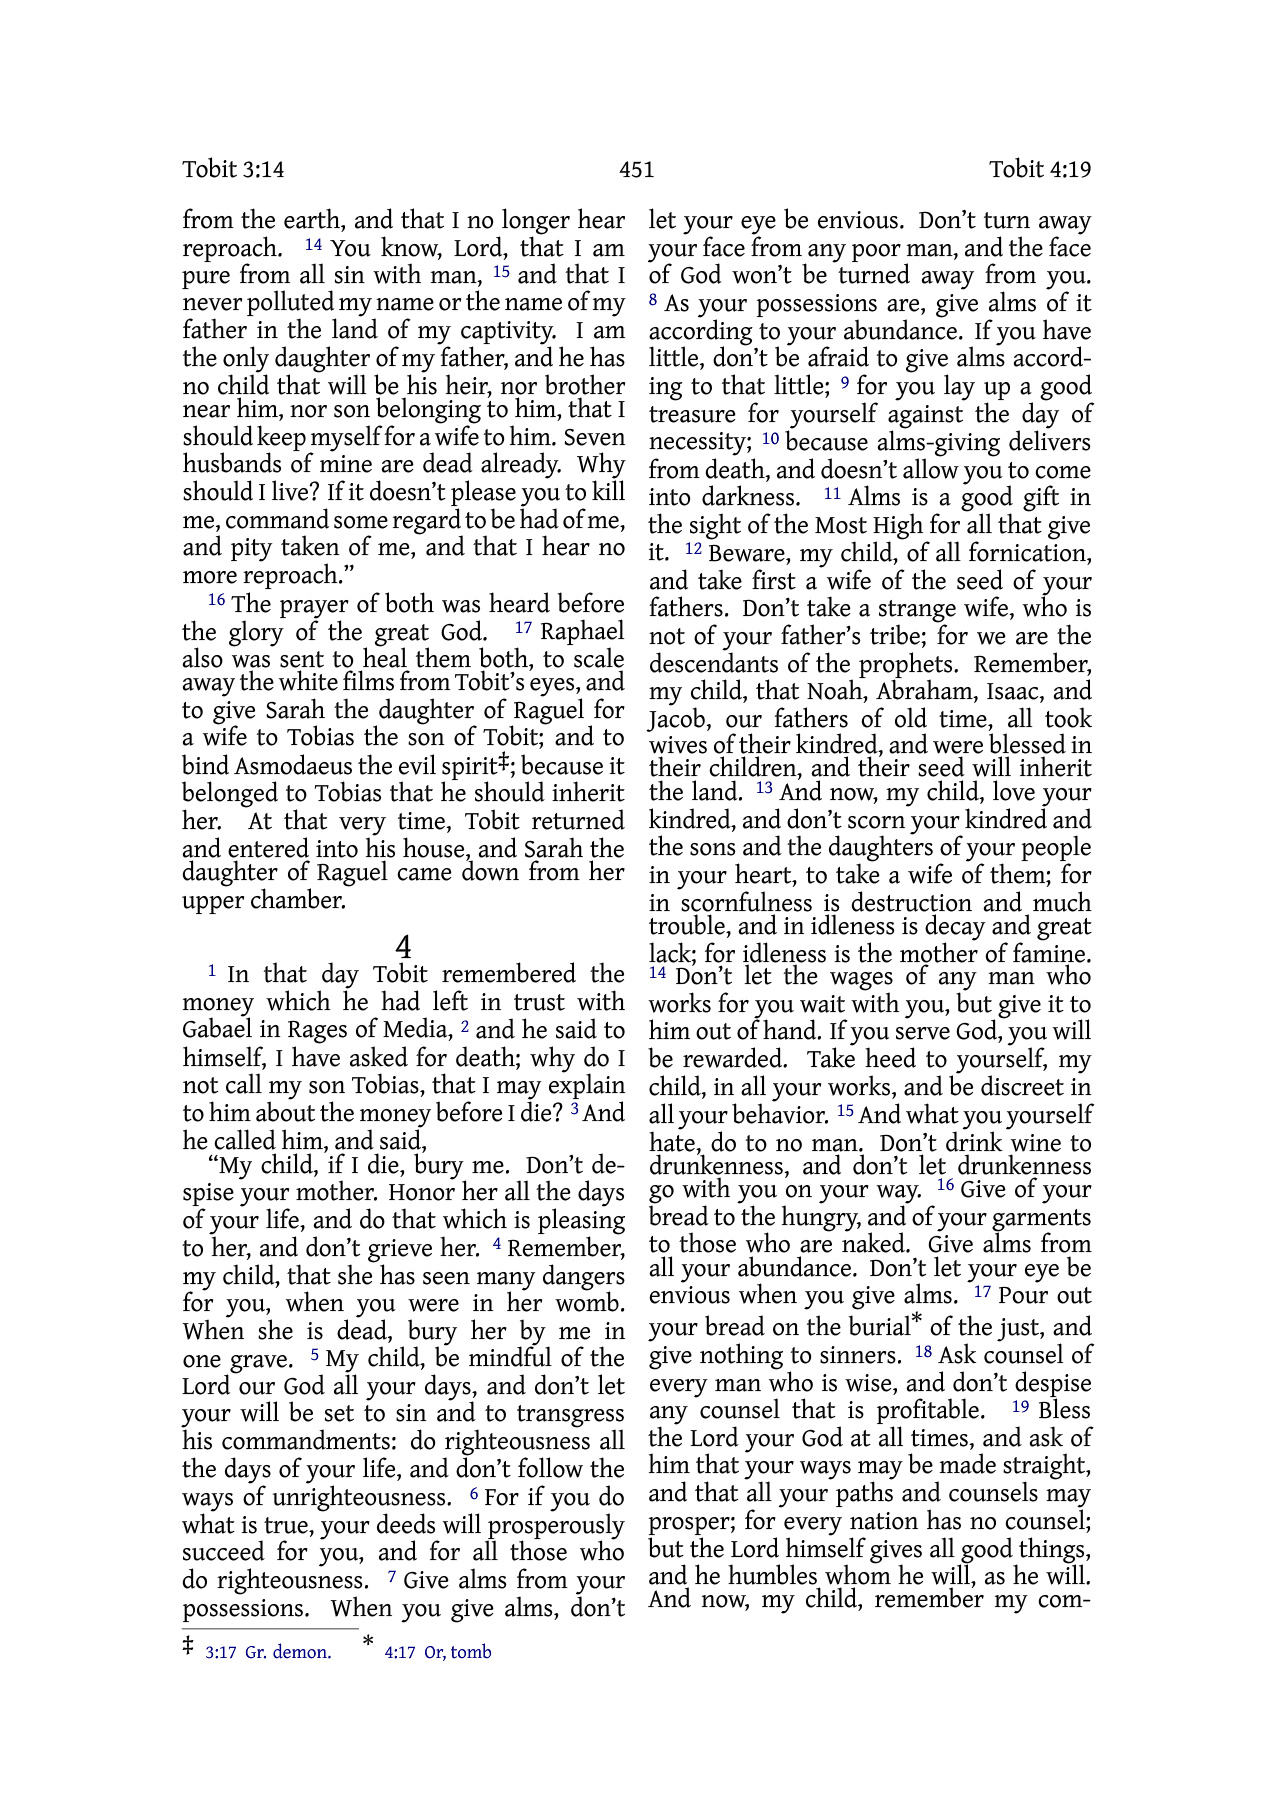 Tobit 3:14 451 Tobit 4:19
from the earth, and that I no longer hear
reproach. 14 You know, Lord, that I am
pure from all sin with man, 15 and that I
never polluted my name or the name of my
father in the land of my captivity. I am
the only daughter of my father, and he has
no child that will be his heir, nor brother
near him, nor son belonging to him, that I
should keep myself for a wife to him. Seven
husbands of mine are dead already. Why
should I live? If it doesn’t please you to kill
me, command some regard to be had of me,
and pity taken of me, and that I hear no
more reproach.”
16 The prayer of both was heard before
the glory of the great God. 17 Raphael
also was sent to heal them both, to scale
away the white films from Tobit’s eyes, and
to give Sarah the daughter of Raguel for
a wife to Tobias the son of Tobit; and to
bind Asmodaeus the evil spirit‡; because it
belonged to Tobias that he should inherit
her. At that very time, Tobit returned
and entered into his house, and Sarah the
daughter of Raguel came down from her
upper chamber.
4
1 In that day Tobit remembered the
money which he had left in trust with
Gabael in Rages of Media, 2 and he said to
himself, I have asked for death; why do I
not call my son Tobias, that I may explain
to him about the money before I die? 3 And
he called him, and said,
“My child, if I die, bury me. Don’t de-
spise your mother. Honor her all the days
of your life, and do that which is pleasing
to her, and don’t grieve her. 4 Remember,
my child, that she has seen many dangers
for you, when you were in her womb.
When she is dead, bury her by me in
one grave. 5 My child, be mindful of the
Lord our God all your days, and don’t let
your will be set to sin and to transgress
his commandments: do righteousness all
the days of your life, and don’t follow the
ways of unrighteousness. 6 For if you do
what is true, your deeds will prosperously
succeed for you, and for all those who
do righteousness. 7 Give alms from your
possessions. When you give alms, don’t
let your eye be envious. Don’t turn away
your face from any poor man, and the face
of God won’t be turned away from you.
8 As your possessions are, give alms of it
according to your abundance. If you have
little, don’t be afraid to give alms accord-
ing to that little; 9 for you lay up a good
treasure for yourself against the day of
necessity; 10 because alms-giving delivers
from death, and doesn’t allow you to come
into darkness. 11 Alms is a good gift in
the sight of the Most High for all that give
it. 12 Beware, my child, of all fornication,
and take first a wife of the seed of your
fathers. Don’t take a strange wife, who is
not of your father’s tribe; for we are the
descendants of the prophets. Remember,
my child, that Noah, Abraham, Isaac, and
Jacob, our fathers of old time, all took
wives of their kindred, and were blessed in
their children, and their seed will inherit
the land. 13 And now, my child, love your
kindred, and don’t scorn your kindred and
the sons and the daughters of your people
in your heart, to take a wife of them; for
in scornfulness is destruction and much
trouble, and in idleness is decay and great
lack; for idleness is the mother of famine.
14 Don’t let the wages of any man who
works for you wait with you, but give it to
him out of hand. If you serve God, you will
be rewarded. Take heed to yourself, my
child, in all your works, and be discreet in
all your behavior. 15 And what you yourself
hate, do to no man. Don’t drink wine to
drunkenness, and don’t let drunkenness
go with you on your way. 16 Give of your
bread to the hungry, and of your garments
to those who are naked. Give alms from
all your abundance. Don’t let your eye be
envious when you give alms. 17 Pour out
your bread on the burial* of the just, and
give nothing to sinners. 18 Ask counsel of
every man who is wise, and don’t despise
any counsel that is profitable. 19 Bless
the Lord your God at all times, and ask of
him that your ways may be made straight,
and that all your paths and counsels may
prosper; for every nation has no counsel;
but the Lord himself gives all good things,
and he humbles whom he will, as he will.
And now, my child, remember my com-
‡ 3:17 Gr. demon. * 4:17 Or, tomb